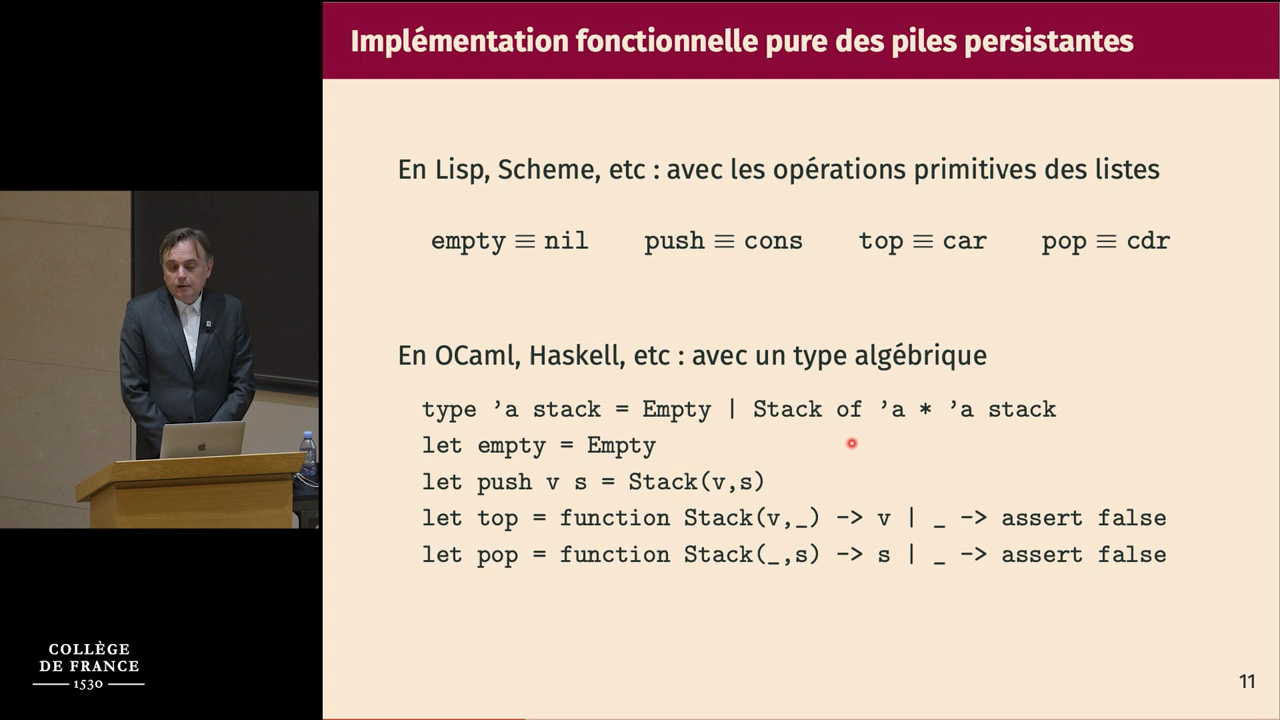 Implémentation fonctionnelle pure des piles persistantes
En Lisp, Scheme, etc : avec les opérations primitives des listes
empty ≡ nil push ≡ cons top ≡ car pop ≡ cdr
En OCaml, Haskell, etc : avec un type algébrique
type ’a stack = Empty | Stack of ’a * ’a stack
let empty = Empty
let push v s = Stack(v,s)
let top = function Stack(v,_) -> v | _ -> assert false
let pop = function Stack(_,s) -> s | _ -> assert false
COLLÈGE
DE FRANCE
1530
11